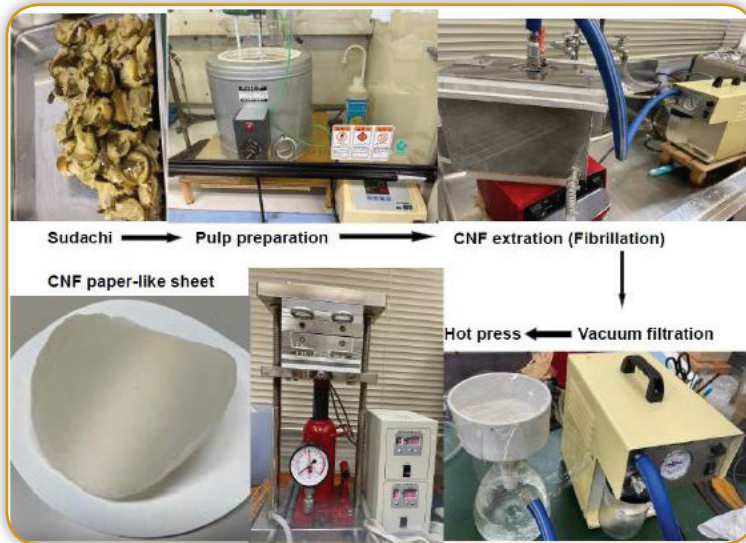 Sudachi
Pulp preparation
CNF extration (Fibrillation)
CNF paper-like sheet
Hot press
Vacuum filtration